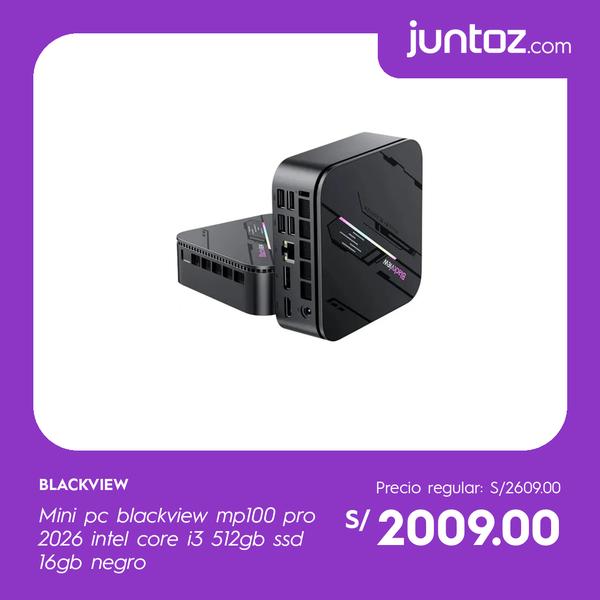 juntoz.com
Blackview
BLACKVIEW
Mini pc blackview mp100 pro
2026 intel core i3 512gb ssd
16gb negro
Precio regular: S/2609.00
S/ 2009.00